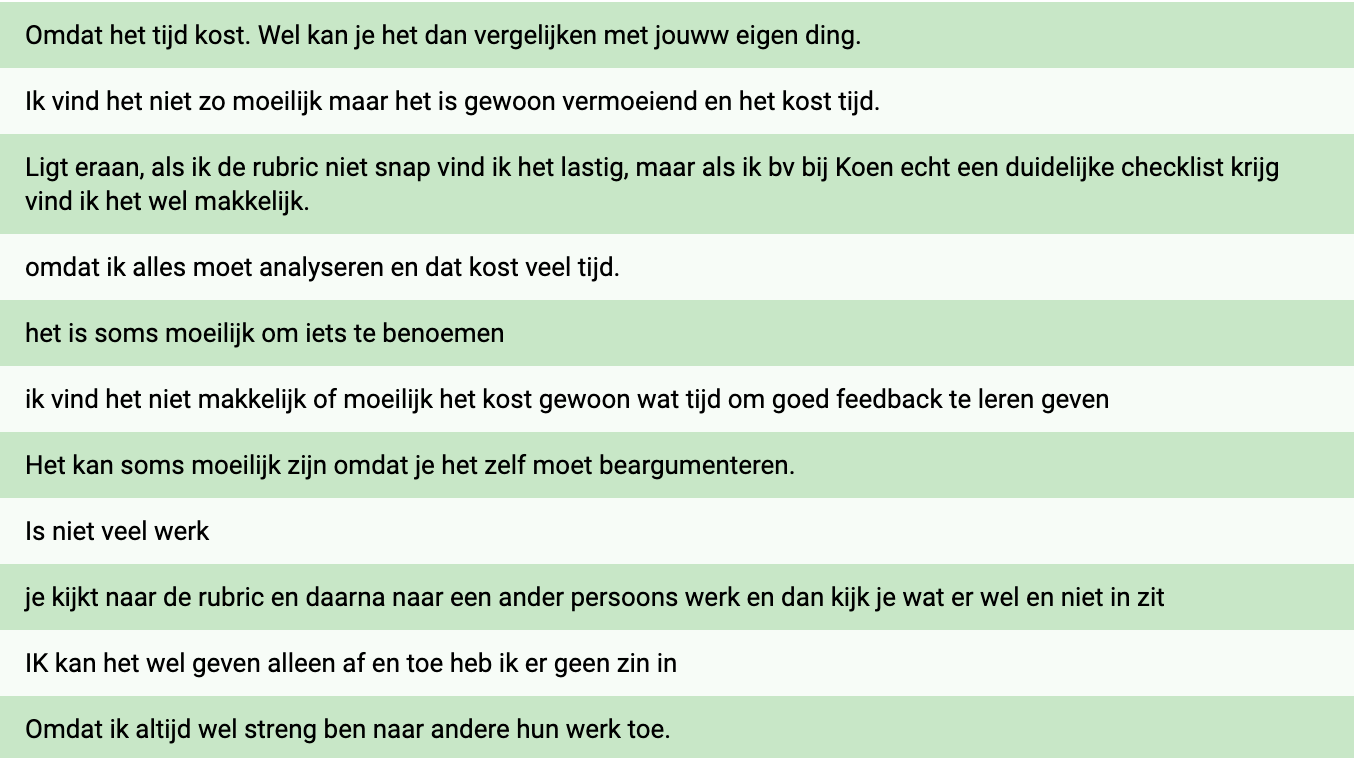 Omdat het tijd kost. Wel kan je het dan vergelijken met jouww eigen ding.
Ik vind het niet zo moeilijk maar het is gewoon vermoeiend en het kost tijd.
Ligt eraan, als ik de rubric niet snap vind ik het lastig, maar als ik bv bij Koen echt een duidelijke checklist krijg
vind ik het wel makkelijk.
omdat ik alles moet analyseren en dat kost veel tijd.
het is soms moeilijk om iets te benoemen
ik vind het niet makkelijk of moeilijk het kost gewoon wat tijd om goed feedback te leren geven
Het kan soms moeilijk zijn omdat je het zelf moet beargumenteren.
Is niet veel werk
je kijkt naar de rubric en daarna naar een ander persoons werk en dan kijk je wat er wel en niet in zit
IK kan het wel geven alleen af en toe heb ik er geen zin in
Omdat ik altijd wel streng ben naar andere hun werk toe.